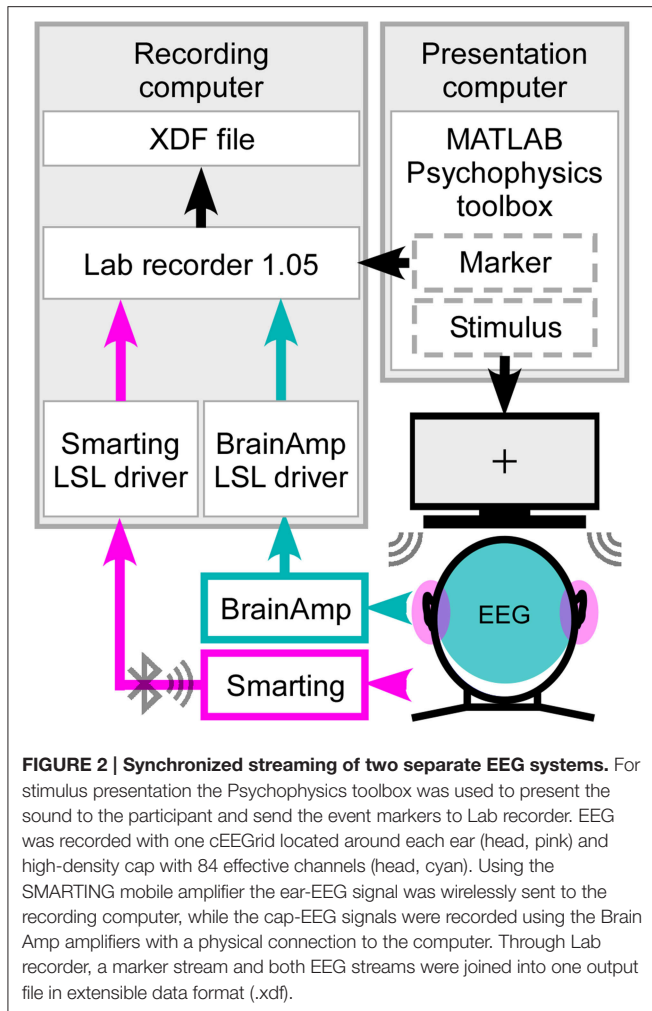 Recording
computer
XDF file
Lab recorder 1.05
Smarting
LSL driver
BrainAmp
LSL driver
Presentation
computer
MATLAB
Psychophysics
toolbox
Marker
Stimulus
+
BrainAmp
Smarting
EEG
FIGURE 2 | Synchronized streaming of two separate EEG systems. For
stimulus presentation the Psychophysics toolbox was used to present the
sound to the participant and send the event markers to Lab recorder. EEG
was recorded with one cEEGrid located around each ear (head, pink) and
high-density cap with 84 effective channels (head, cyan). Using the
SMARTING mobile amplifier the ear-EEG signal was wirelessly sent to the
recording computer, while the cap-EEG signals were recorded using the Brain
Amp amplifiers with a physical connection to the computer. Through Lab
recorder, a marker stream and both EEG streams were joined into one output
file in extensible data format (.xdf).